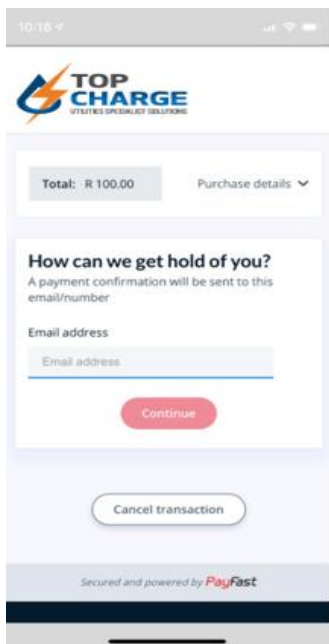 10:18
TOP
CHARGE
UTILITIES SPECIALIST SOLUTIONS
Total: R 100.00
Purchase details
How can we get hold of you?
A payment confirmation will be sent to this
email/number
Email address
Email address
Continue
Cancel transaction
Secured and powered by PayFast